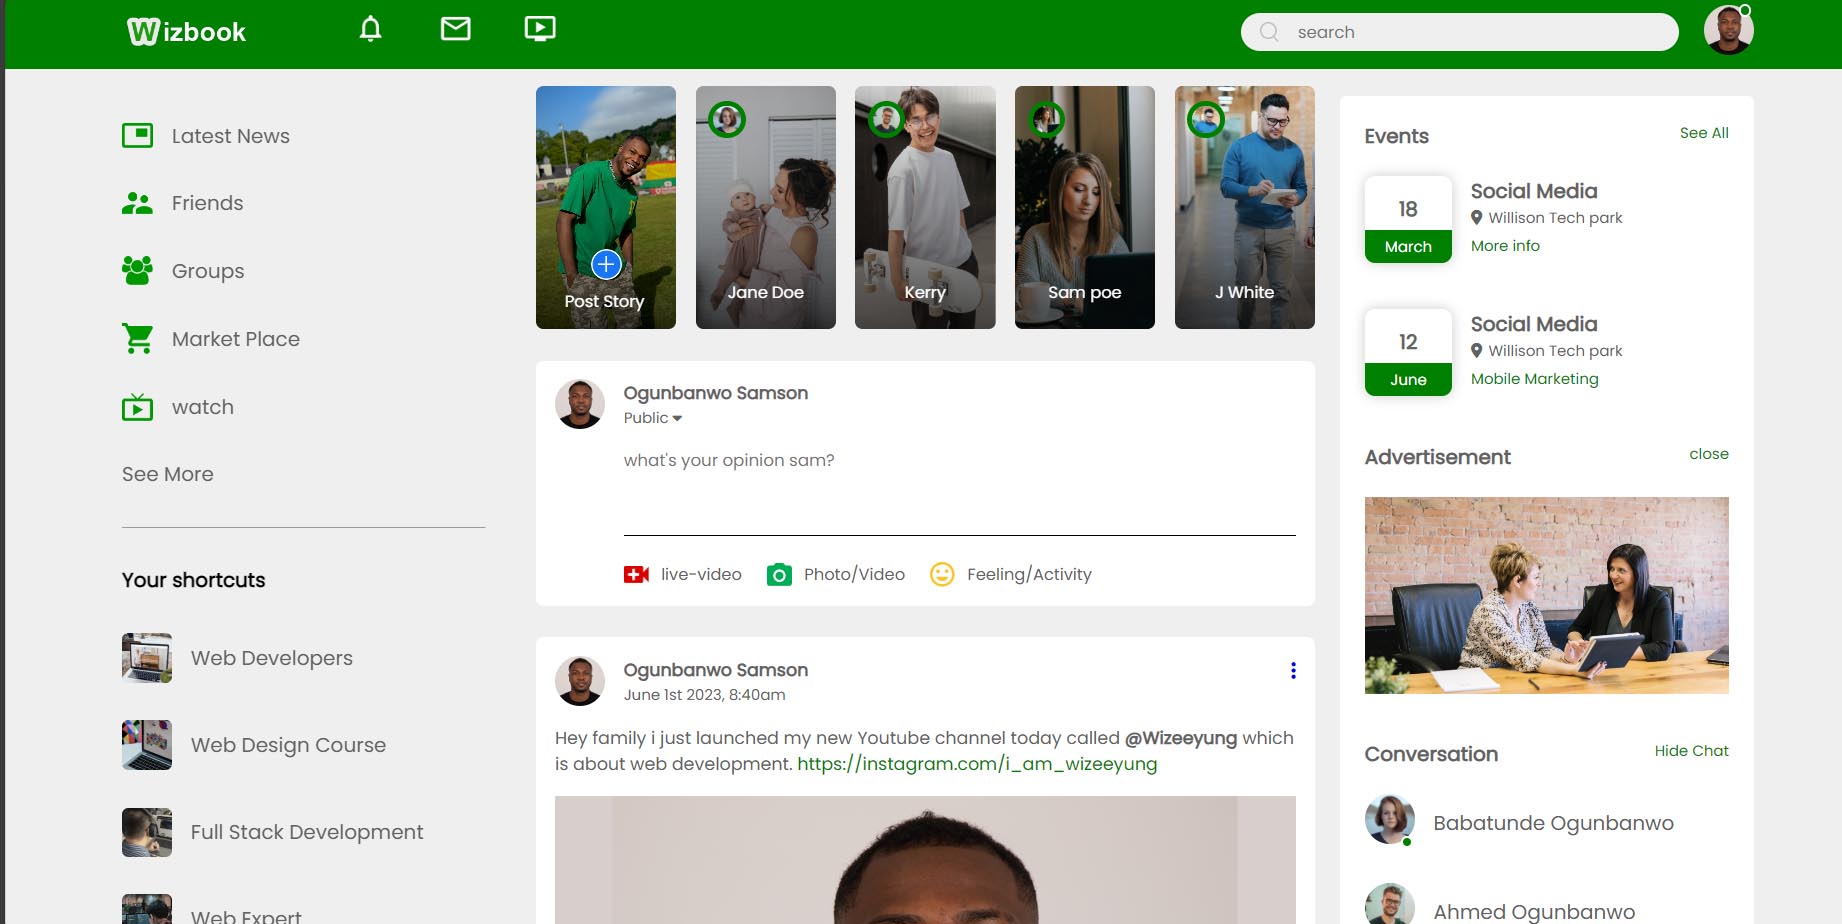 Wizbook
search
Latest News
Friends
Groups
Market Place
watch
See More
Your shortcuts
Web Developers
Web Design Course
Full Stack Development
Web Expert
Post Story
Jane Doe
Kerry
Sam poe
J White
Ogunbanwo Samson
Public
what's your opinion sam?
live-video
Photo/Video
Feeling/Activity
Ogunbanwo Samson
June 1st 2023, 8:40am
Hey family i just launched my new Youtube channel today called @Wizeeyung which
is about web development. https://instagram.com/i_am_wizeeyung
Events
See All
18
March
Social Media
Willison Tech park
More info
12
June
Social Media
Willison Tech park
Mobile Marketing
Advertisement
close
Conversation
Hide Chat
Babatunde Ogunbanwo
Ahmed Ogunbanwo